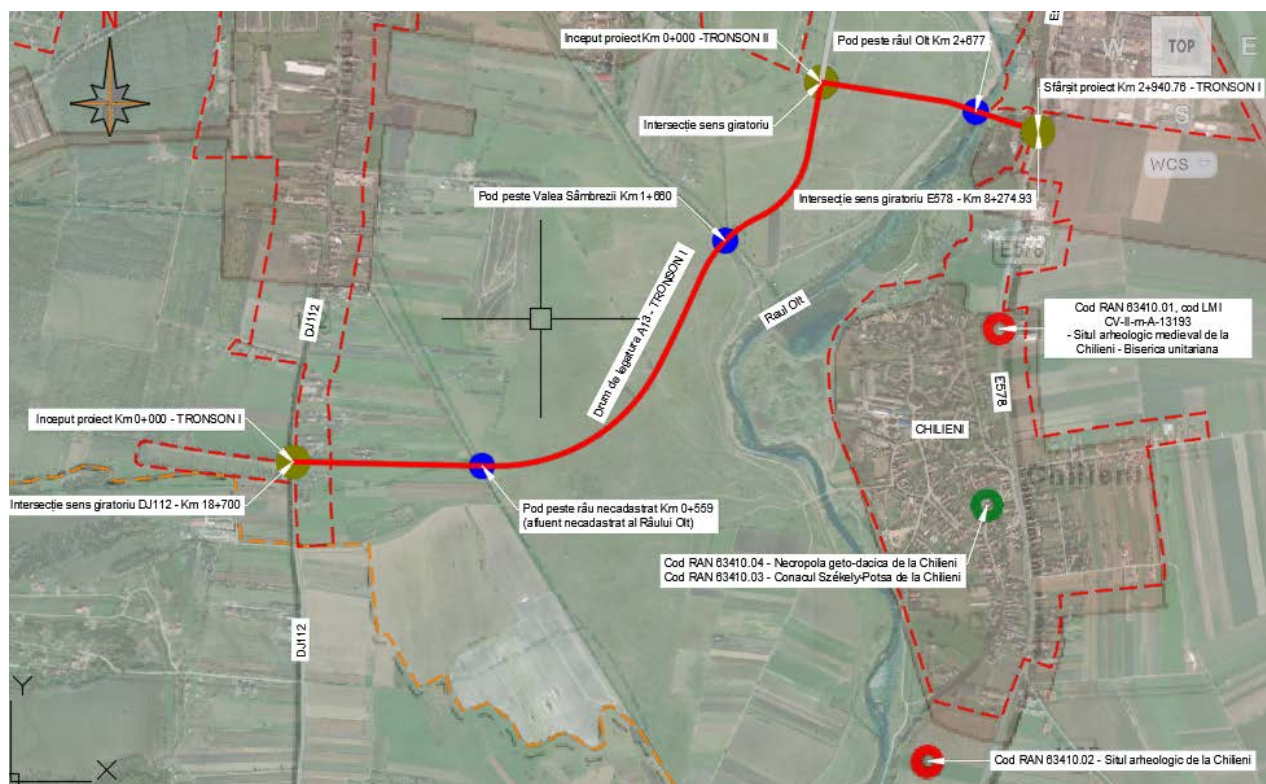 N
Inceput proiect Km 0+000 -TRONSON II
Pod peste râul Olt Km 2+677
W
TOP
E
Sfârșit proiect Km 2+940.76 - TRONSON I
S
WCS
Intersecție sens giratoriu
Intersecție sens giratoriu E578 - Km 8+274.93
Pod peste Valea Sâmbrezii Km 1+660
E578
DJ112
Drum de legatura A13 - TRONSON I
Raul Olt
Cod RAN 63410.01, cod LMI
CV-II-m-A-13193
- Situl arheologic medieval de la
Chilieni - Biserica unitariana
E578
Inceput proiect Km 0+000 - TRONSON I
CHILIENI
Chilieni
Intersecție sens giratoriu DJ112 - Km 18+700
Pod peste râu necadastrat Km 0+559
(afluent necadastrat al Râului Olt)
Cod RAN 63410.04 - Necropola geto-dacica de la Chilieni
Cod RAN 63410.03 - Conacul Székely-Potsa de la Chilieni
DJ112
Y
X
Cod RAN 63410.02 - Situl arheologic de la Chilieni